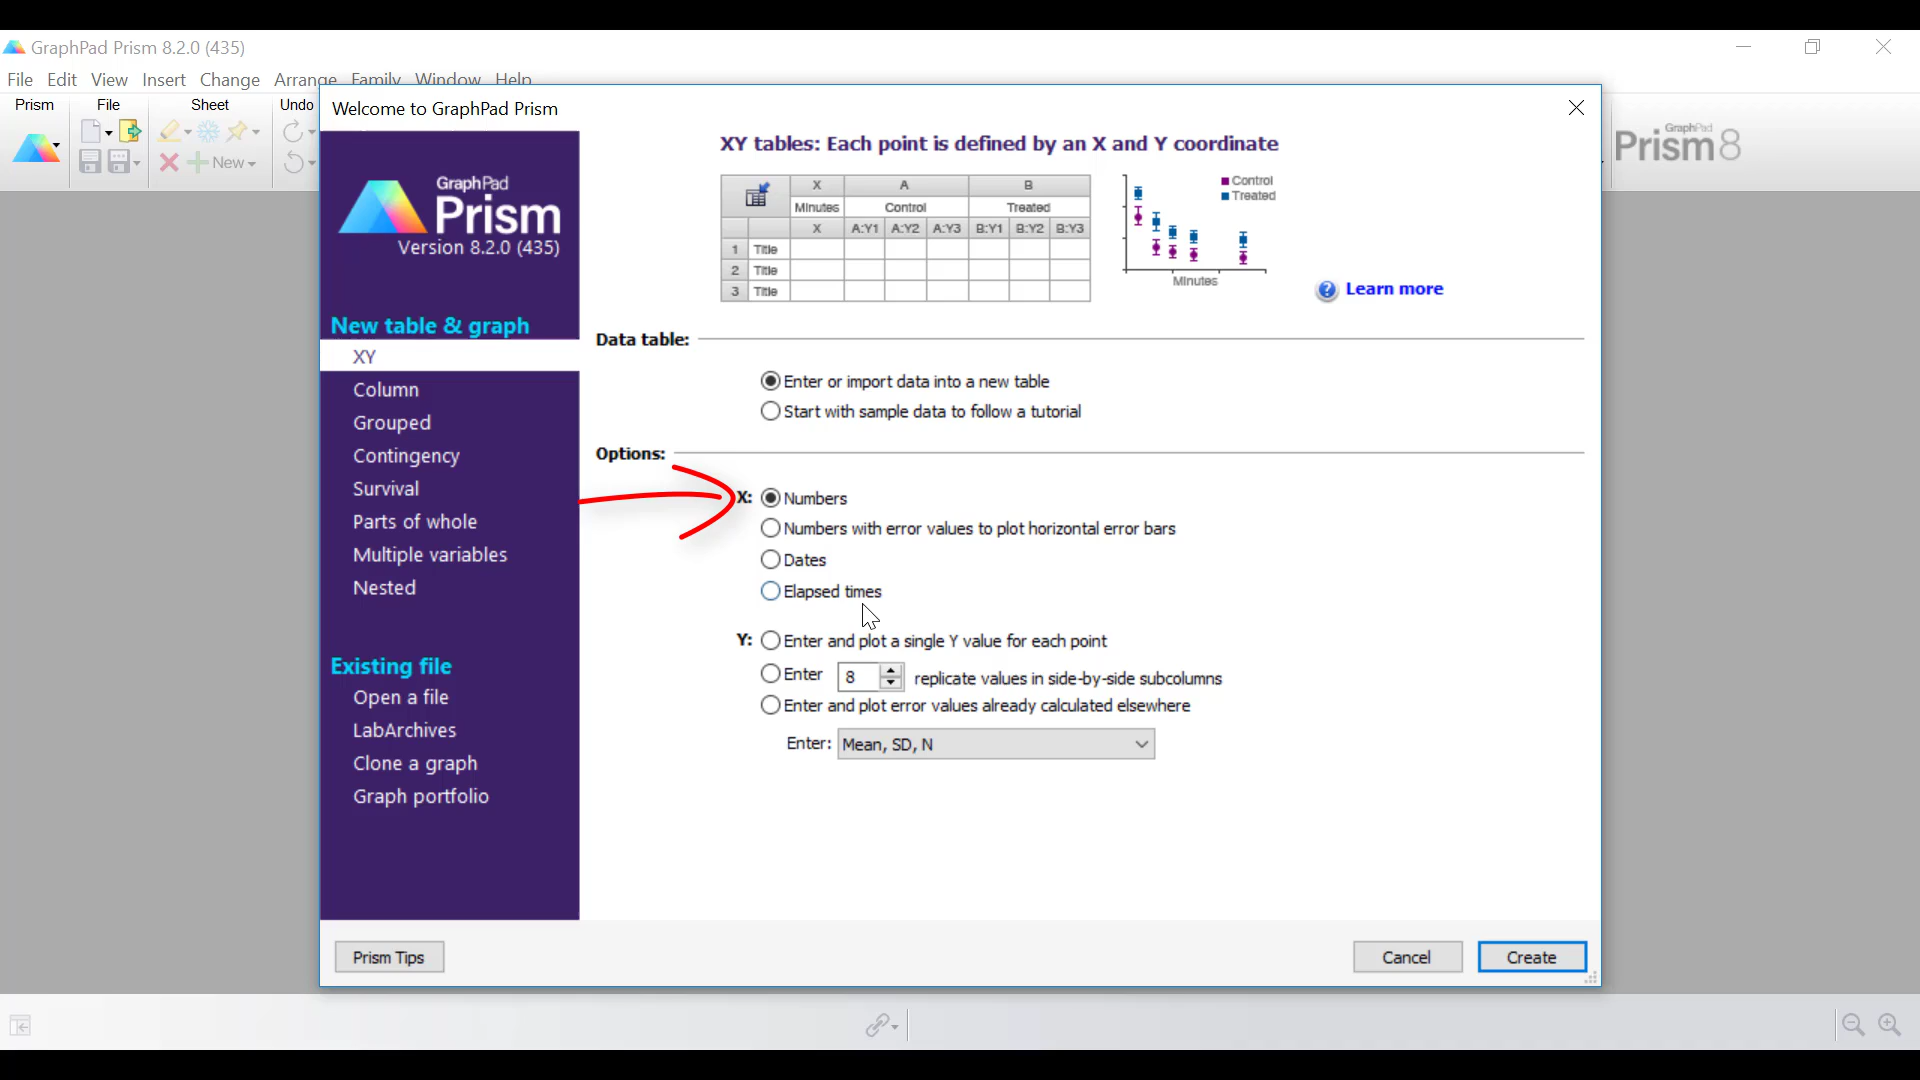 GraphPad Prism 8.2.0 (435)
File Edit View Insert Change Arrange Family Window Help
Prism File Sheet Undo
New
GraphPad
Prism 8
Welcome to GraphPad Prism
GraphPad
Prism
Version 8.2.0 (435)
New table & graph
XY
Column
Grouped
Contingency
Survival
Parts of whole
Multiple variables
Nested
Existing file
Open a file
LabArchives
Clone a graph
Graph portfolio
XY tables: Each point is defined by an X and Y coordinate
X A B
Minutes Control Treated
X A:Y1 A:Y2 A:Y3 B:Y1 B:Y2 B:Y3
1 Title
2 Title
3 Title
Control
Treated
Minutes
? Learn more
Data table:
Enter or import data into a new table
Start with sample data to follow a tutorial
Options:
X: Numbers
Numbers with error values to plot horizontal error bars
Dates
Elapsed times
Y: Enter and plot a single Y value for each point
Enter 8 replicate values in side-by-side subcolumns
Enter and plot error values already calculated elsewhere
Enter: Mean, SD, N
Prism Tips Cancel Create